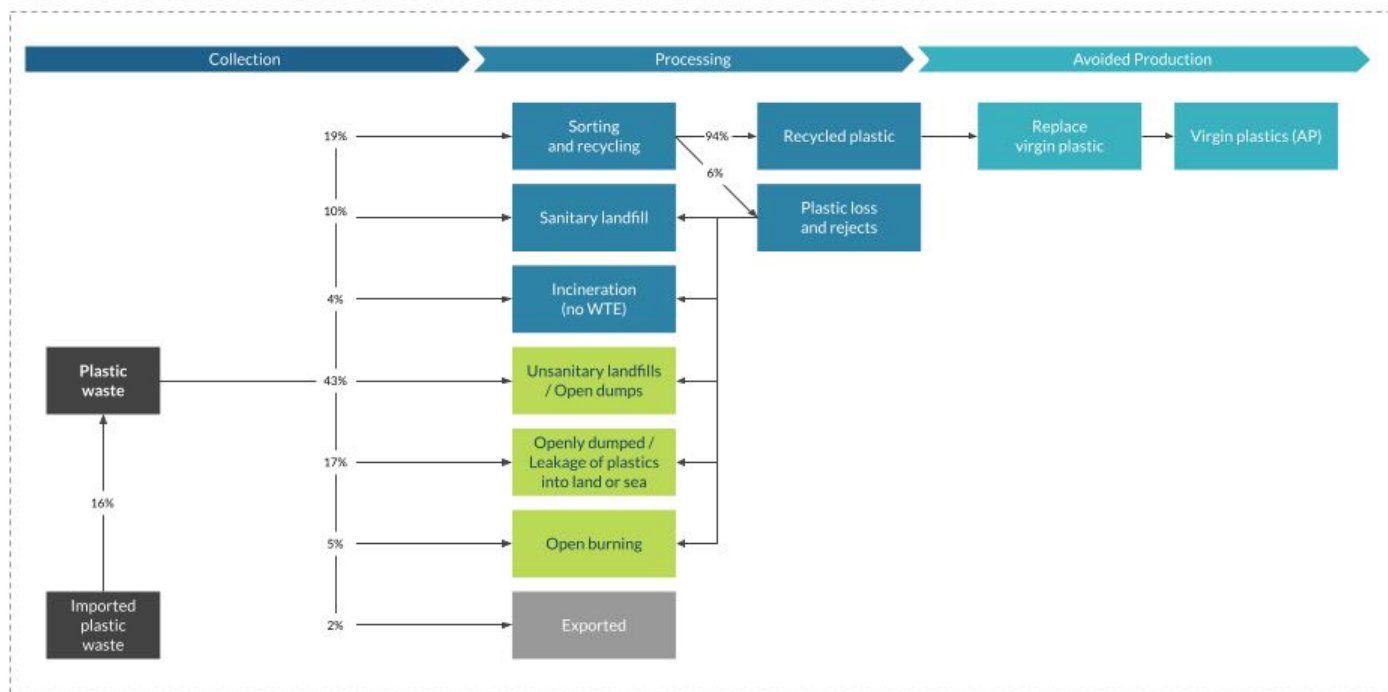 Collection
Processing
Avoided Production
19%
Sorting
and recycling
94%
Recycled plastic
Replace
virgin plastic
Virgin plastics (AP)
6%
10%
Sanitary landfill
Plastic loss
and rejects
4%
Incineration
(no WTE)
Plastic
waste
43%
Unsanitary landfills
/ Open dumps
17%
Openly dumped /
Leakage of plastics
into land or sea
16%
5%
Open burning
Imported
plastic
waste
2%
Exported